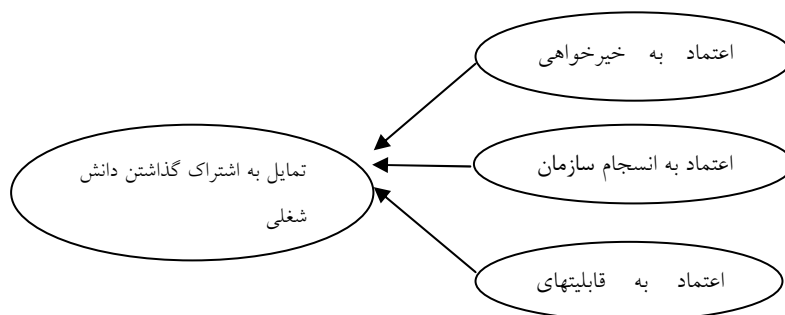 اعتماد به خیرخواهی
اعتماد به انسجام سازمان
تمایل به اشتراک گذاشتن دانش
شغلی
اعتماد به قابلیتهای